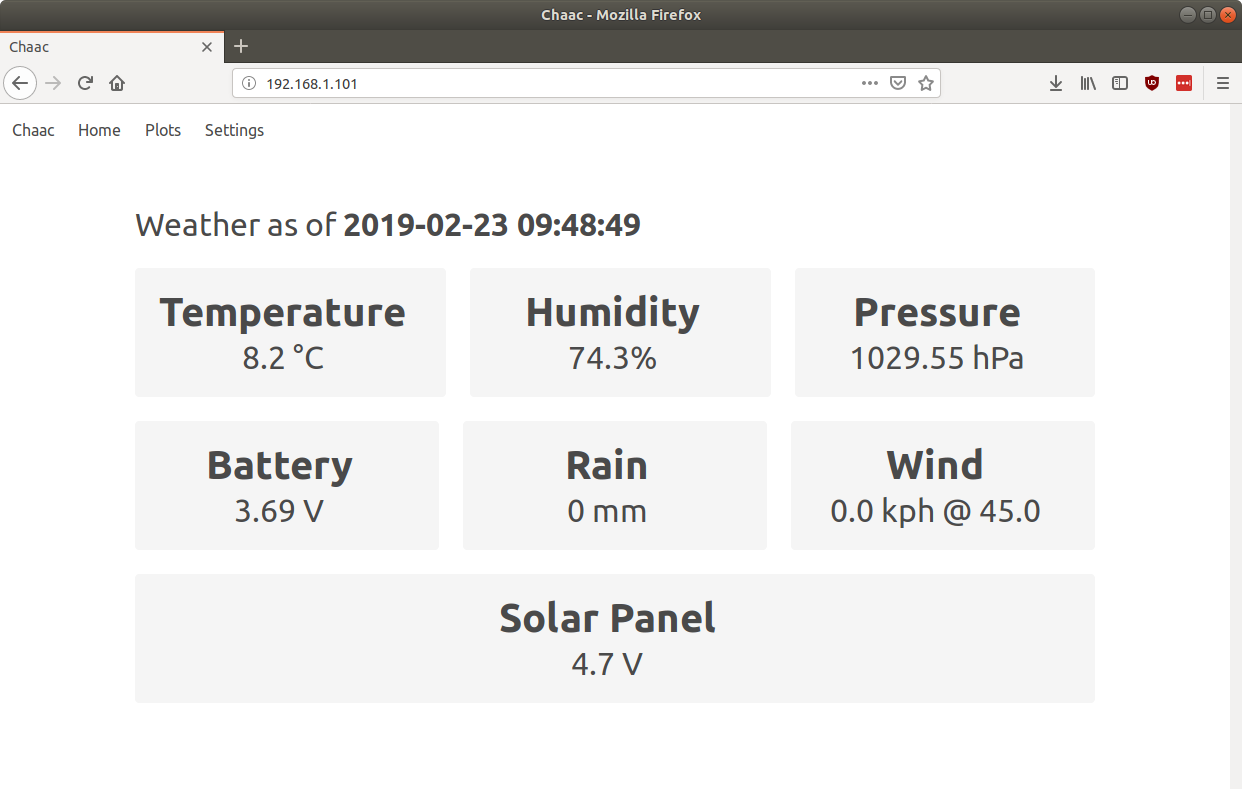 Chaac - Mozilla Firefox
Chaac
192.168.1.101
Chaac Home Plots Settings
Weather as of 2019-02-23 09:48:49
Temperature
8.2 °C
Humidity
74.3%
Pressure
1029.55 hPa
Battery
3.69 V
Rain
0 mm
Wind
0.0 kph @ 45.0
Solar Panel
4.7 V